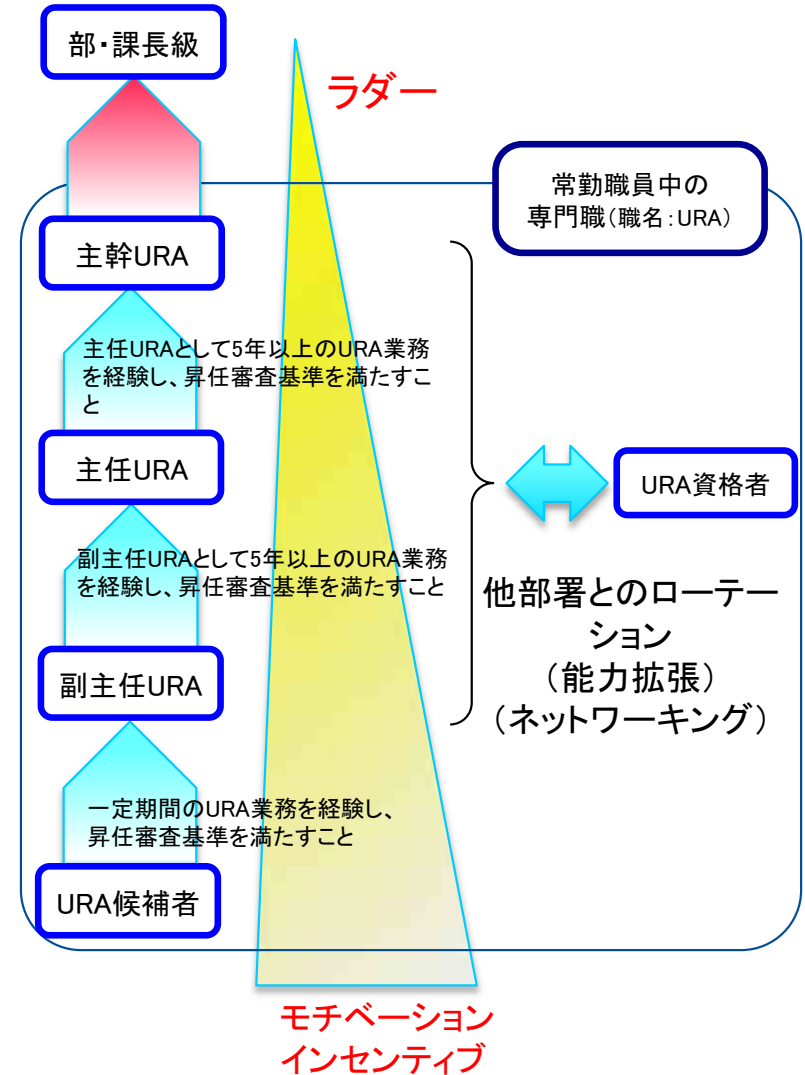 部・課長級
ラダー
常勤職員中の
専門職（職名：URA）
主幹URA
主任URAとして5年以上のURA業務
を経験し、昇任審査基準を満たすこ
と
主任URA
URA資格者
副主任URAとして5年以上のURA業務
を経験し、昇任審査基準を満たすこと
他部署とのローテー
ション
（能力拡張）
（ネットワーキング）
副主任URA
一定期間のURA業務を経験し、
昇任審査基準を満たすこと
URA候補者
モチベーション
インセンティブ